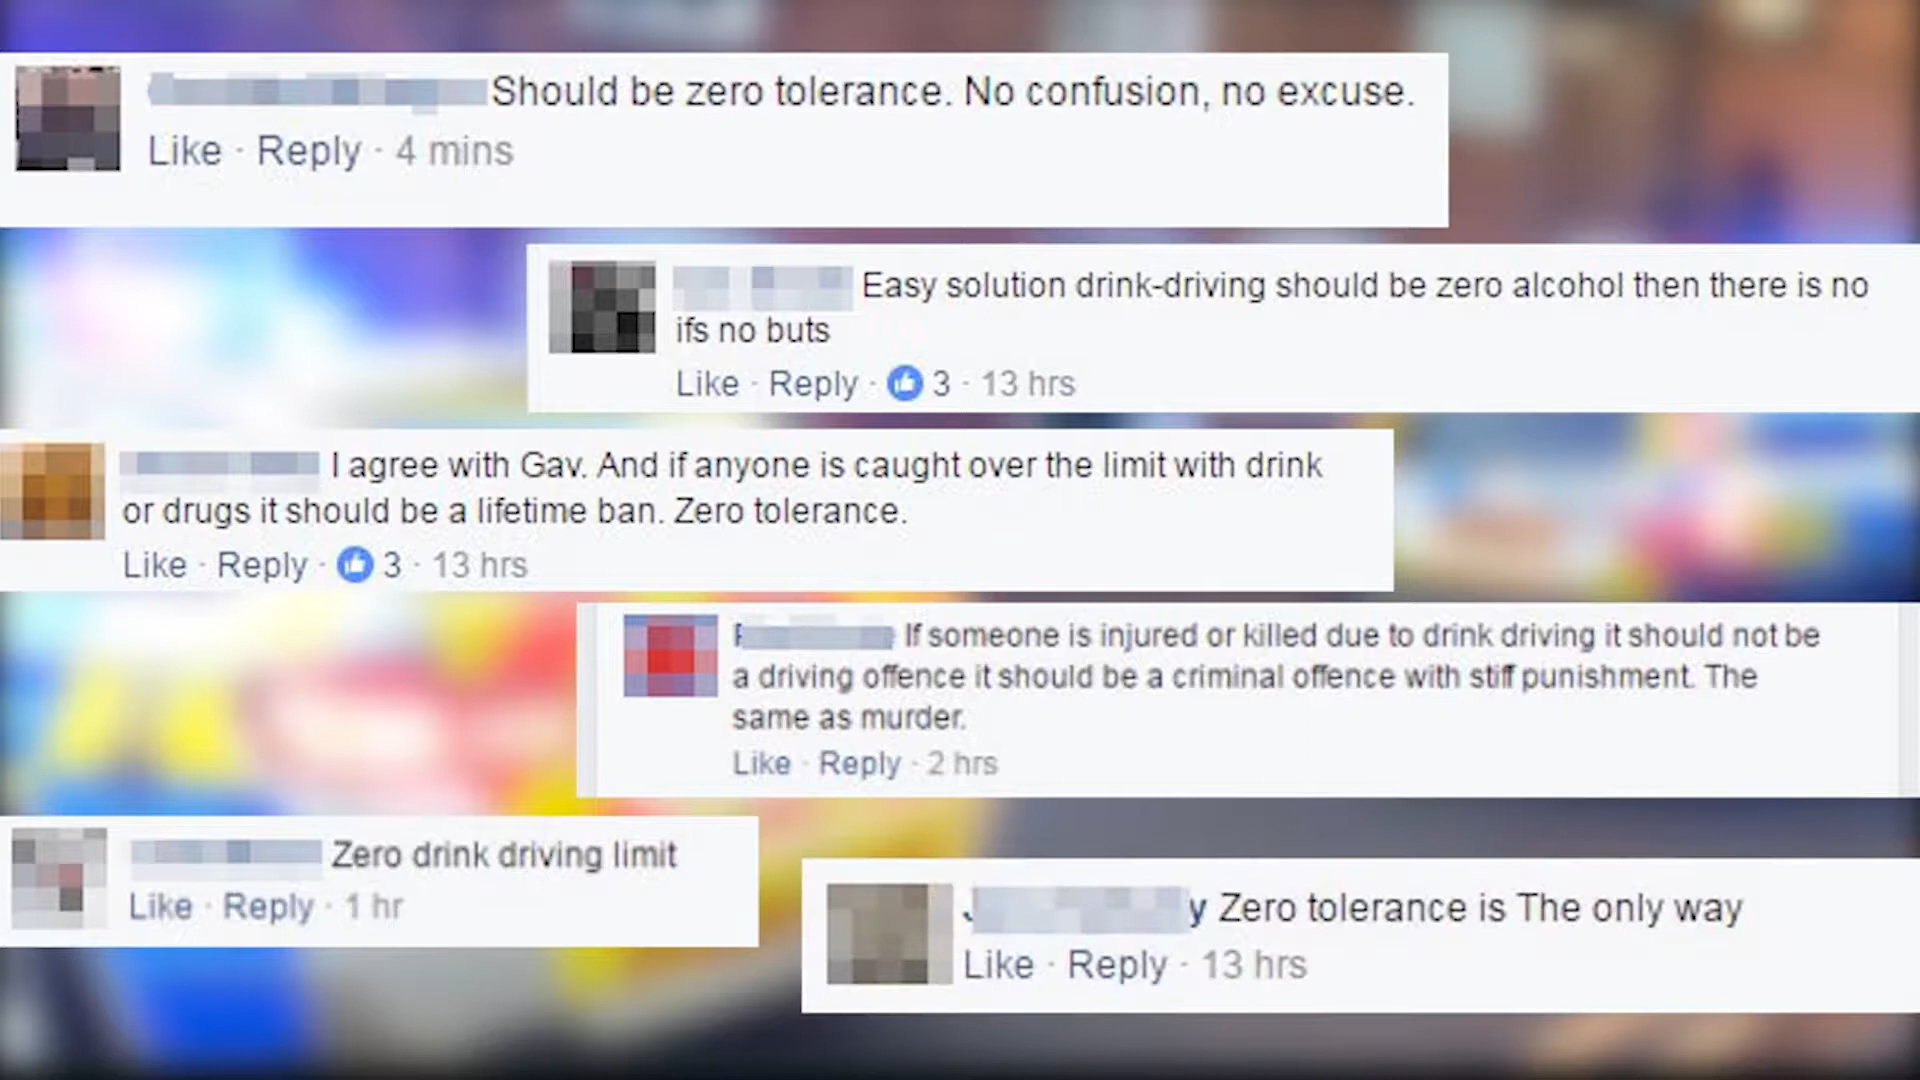 Should be zero tolerance. No confusion, no excuse.
Like · Reply · 4 mins
Easy solution drink-driving should be zero alcohol then there is no
ifs no buts
Like · Reply · 3 · 13 hrs
I agree with Gav. And if anyone is caught over the limit with drink
or drugs it should be a lifetime ban. Zero tolerance.
Like · Reply · 3 · 13 hrs
If someone is injured or killed due to drink driving it should not be
a driving offence it should be a criminal offence with stiff punishment. The
same as murder.
Like · Reply · 2 hrs
Zero drink driving limit
Like · Reply · 1 hr
Zero tolerance is The only way
Like · Reply · 13 hrs